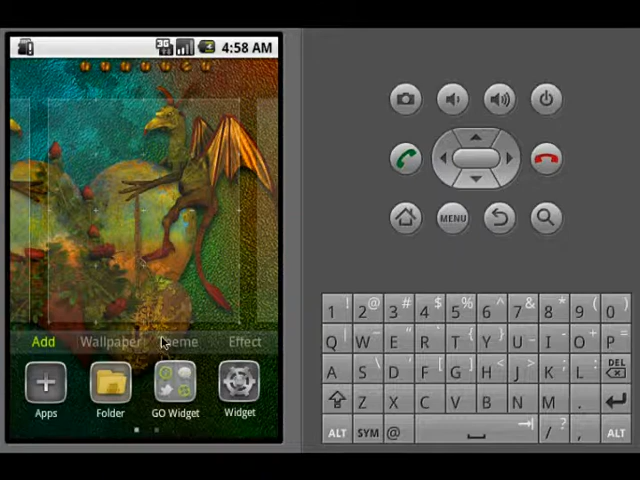 3G 4:58 AM
Add Wallpaper Theme Effect
Apps Folder GO Widget Widget
MENU
1 ! 2 @ 3 # 4 $ 5 % 6 ^ 7 & 8 * 9 ( 0 )
Q W ~ E " R ` T { Y } U _ I - O + P =
A S \ D ' F [ G ] H < J > K ; L : DEL
Z X C V B N M .
ALT SYM @ / ? , ALT